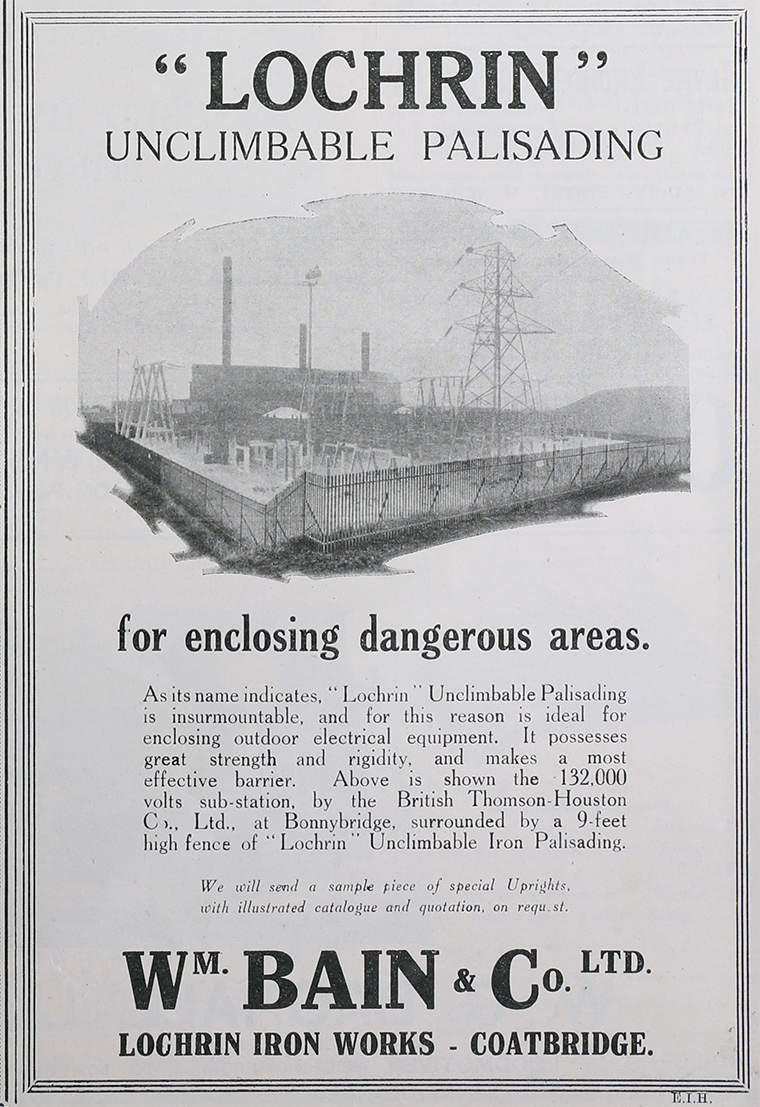 "LOCHRIN"
UNCLIMBABLE PALISADING
for enclosing dangerous areas.
As its name indicates, "Lochrin" Unclimbable Palisading
is insurmountable, and for this reason is ideal for
enclosing outdoor electrical equipment. It possesses
great strength and rigidity, and makes a most
effective barrier. Above is shown the 132,000
volts sub-station, by the British Thomson-Houston
Co., Ltd., at Bonnybridge, surrounded by a 9-feet
high fence of "Lochrin" Unclimbable Iron Palisading.
We will send a sample piece of special Uprights,
with illustrated catalogue and quotation, on requ.st.
WM. BAIN & Co. LTD.
LOCHRIN IRON WORKS - COATBRIDGE.
E.I.H.